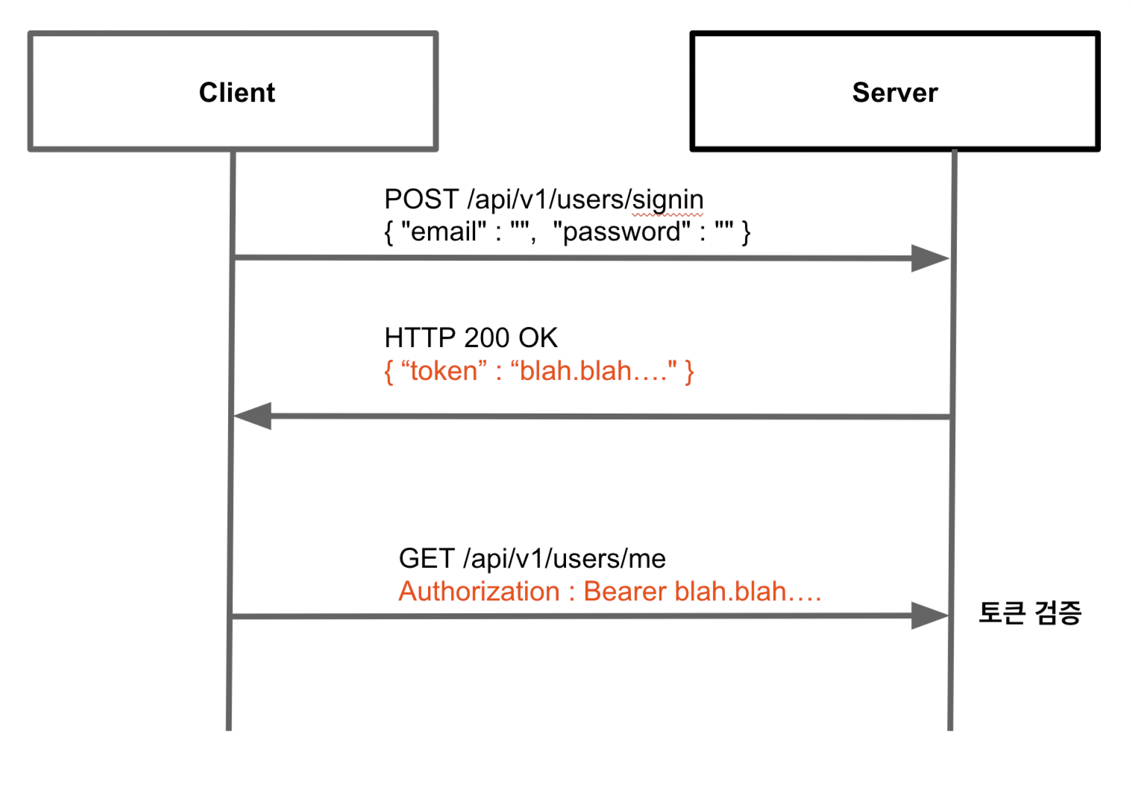 Client
Server
POST /api/v1/users/signin
{ "email" : "",  "password" : "" }
HTTP 200 OK
{ “token” : “blah.blah…." }
GET /api/v1/users/me
Authorization : Bearer blah.blah….
토큰 검증